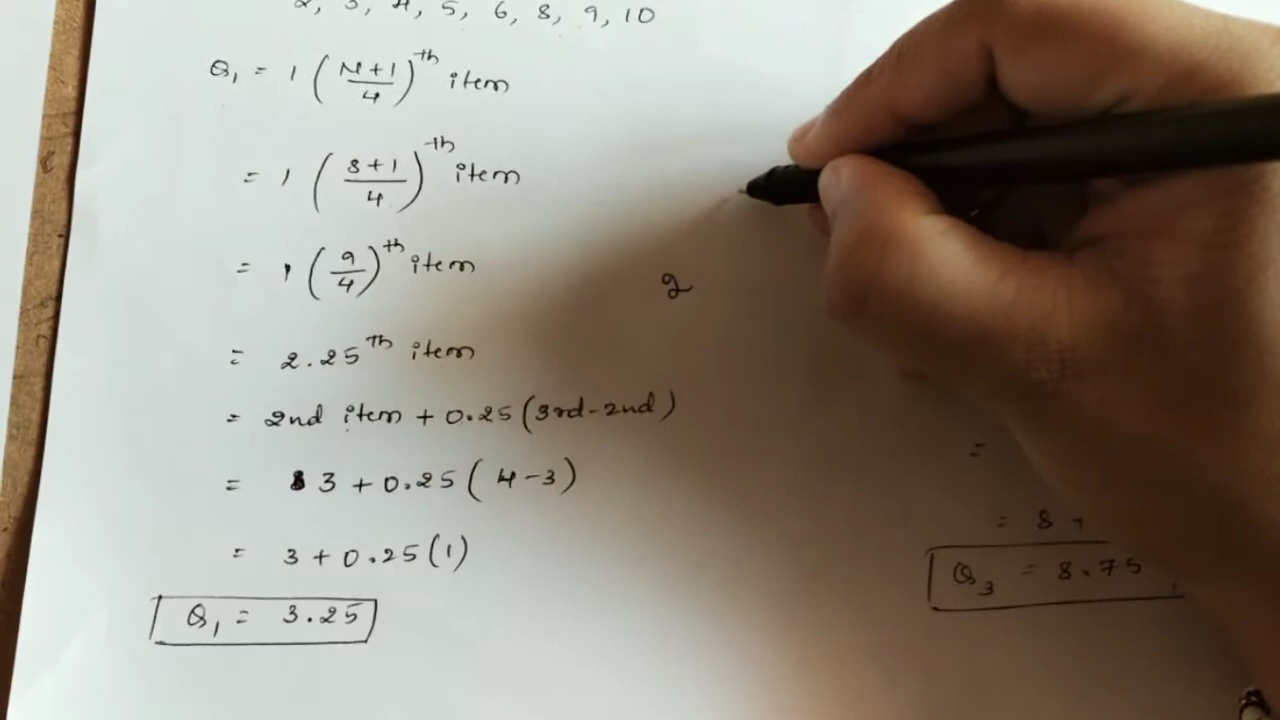 2, 3, 4, 5, 6, 8, 9, 10
Q₁ = 1 ( N+1 / 4 )ᵗʰ item
= 1 ( 8+1 / 4 )ᵗʰ item
= 1 ( 9 / 4 )ᵗʰ item
2
= 2.25ᵀʰ item
= 2nd item + 0.25 (3rd-2nd)
= 3 + 0.25 ( 4-3 )
= 3 + 0.25 (1)
Q₁ = 3.25
=
= 8
Q₃ = 8.75